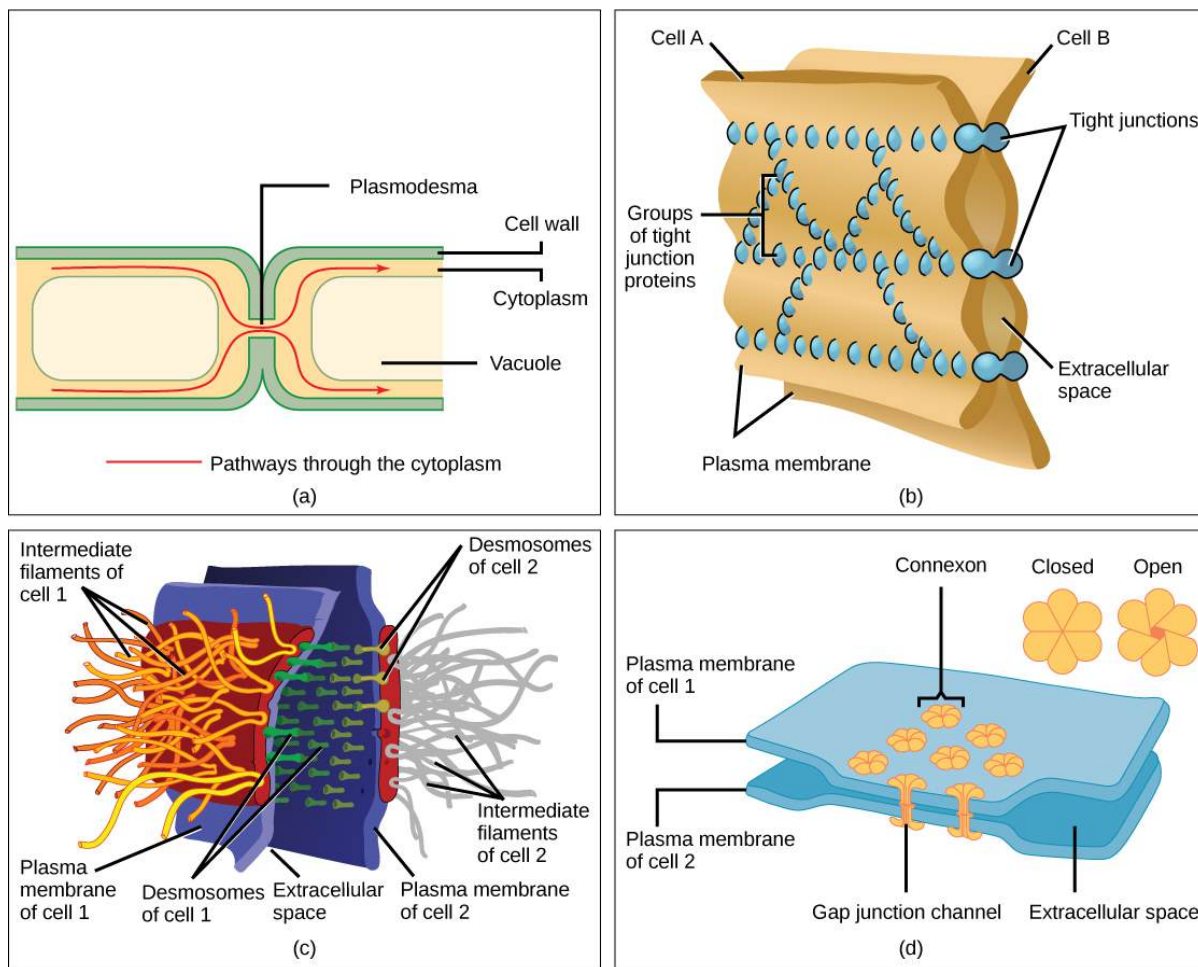 Plasmodesma
Cell wall
Cytoplasm
Vacuole
Pathways through the cytoplasm
(a)
Cell A
Cell B
Tight junctions
Groups
of tight
junction
proteins
Extracellular
space
Plasma membrane
(b)
Intermediate
filaments of
cell 1
Desmosomes
of cell 2
Intermediate
filaments
of cell 2
Plasma
membrane
of cell 1
Desmosomes
of cell 1
Extracellular
space
Plasma membrane
of cell 2
(c)
Connexon
Closed
Open
Plasma membrane
of cell 1
Plasma membrane
of cell 2
Gap junction channel
Extracellular space
(d)